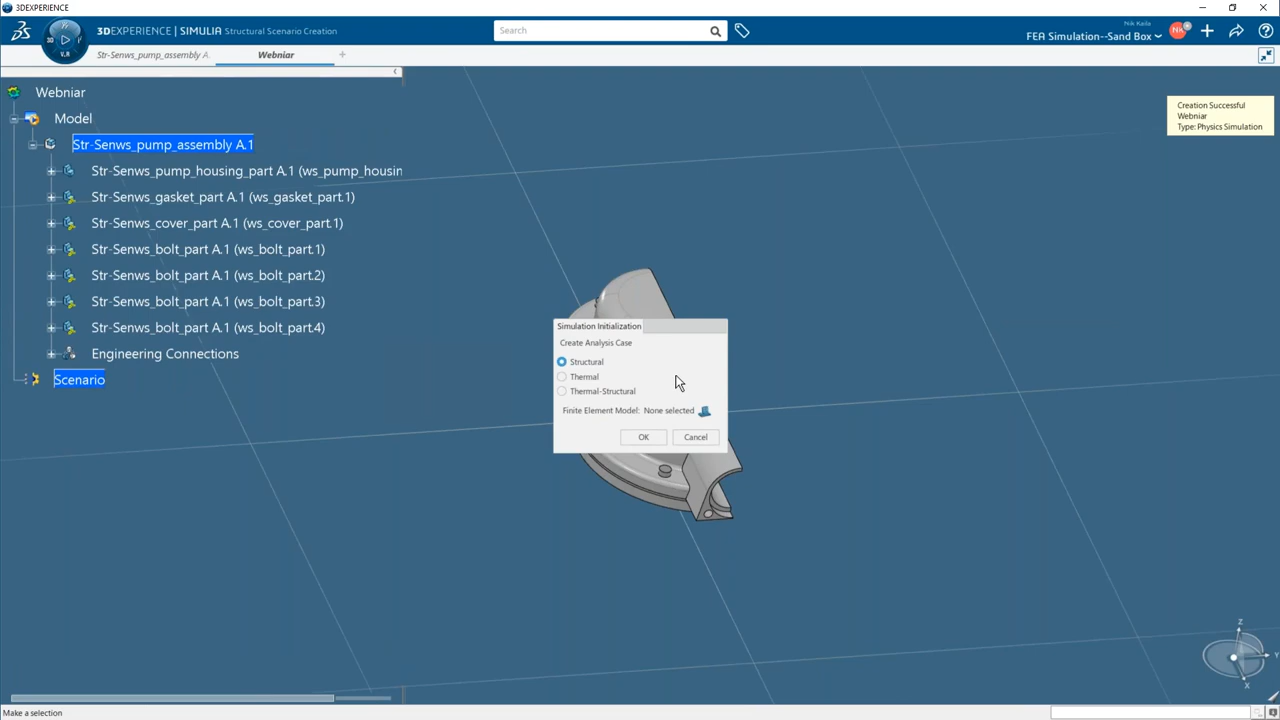 3DEXPERIENCE
3DEXPERIENCE | SIMULIA Structural Scenario Creation
3D
V.R
Search
Nik Kaila
FEA Simulation--Sand Box
NK
Str-Senws_pump_assembly A.
Webniar
Webniar
Model
Str-Senws_pump_assembly A.1
Str-Senws_pump_housing_part A.1 (ws_pump_housin
Str-Senws_gasket_part A.1 (ws_gasket_part.1)
Str-Senws_cover_part A.1 (ws_cover_part.1)
Str-Senws_bolt_part A.1 (ws_bolt_part.1)
Str-Senws_bolt_part A.1 (ws_bolt_part.2)
Str-Senws_bolt_part A.1 (ws_bolt_part.3)
Str-Senws_bolt_part A.1 (ws_bolt_part.4)
Engineering Connections
Scenario
Creation Successful
Webniar
Type: Physics Simulation
Simulation Initialization
Create Analysis Case
Structural
Thermal
Thermal-Structural
Finite Element Model: None selected
OK
Cancel
Z
Y
X
Make a selection